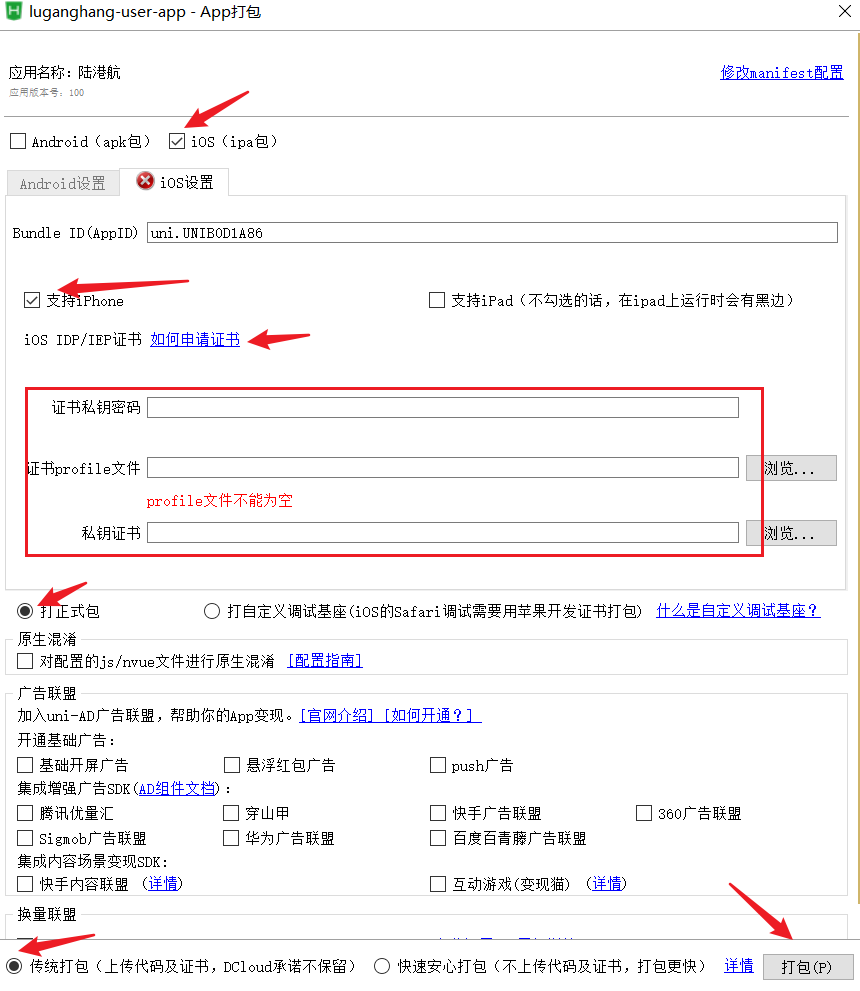 luganghang-user-app - App打包
应用名称：陆港航
修改manifest配置
应用版本号：100
Android（apk包）
iOS（ipa包）
Android设置
iOS设置
Bundle ID(AppID)
uni.UNIB0D1A86
支持iPhone
支持iPad（不勾选的话，在ipad上运行时会有黑边）
iOS IDP/IEP证书 如何申请证书
证书私钥密码
证书profile文件
浏览...
profile文件不能为空
私钥证书
浏览...
打正式包
打自定义调试基座(iOS的Safari调试需要用苹果开发证书打包) 什么是自定义调试基座？
原生混淆
对配置的js/nvue文件进行原生混淆 [配置指南]
广告联盟
加入uni-AD广告联盟，帮助你的App变现。[官网介绍] [如何开通？]
开通基础广告：
基础开屏广告
悬浮红包广告
push广告
集成增强广告SDK(AD组件文档)：
腾讯优量汇
穿山甲
快手广告联盟
360广告联盟
Sigmob广告联盟
华为广告联盟
百度百青藤广告联盟
集成内容场景变现SDK:
快手内容联盟 （详情）
互动游戏(变现猫) （详情）
换量联盟
传统打包（上传代码及证书，DCloud承诺不保留）
快速安心打包（不上传代码及证书，打包更快）
详情
打包(P)